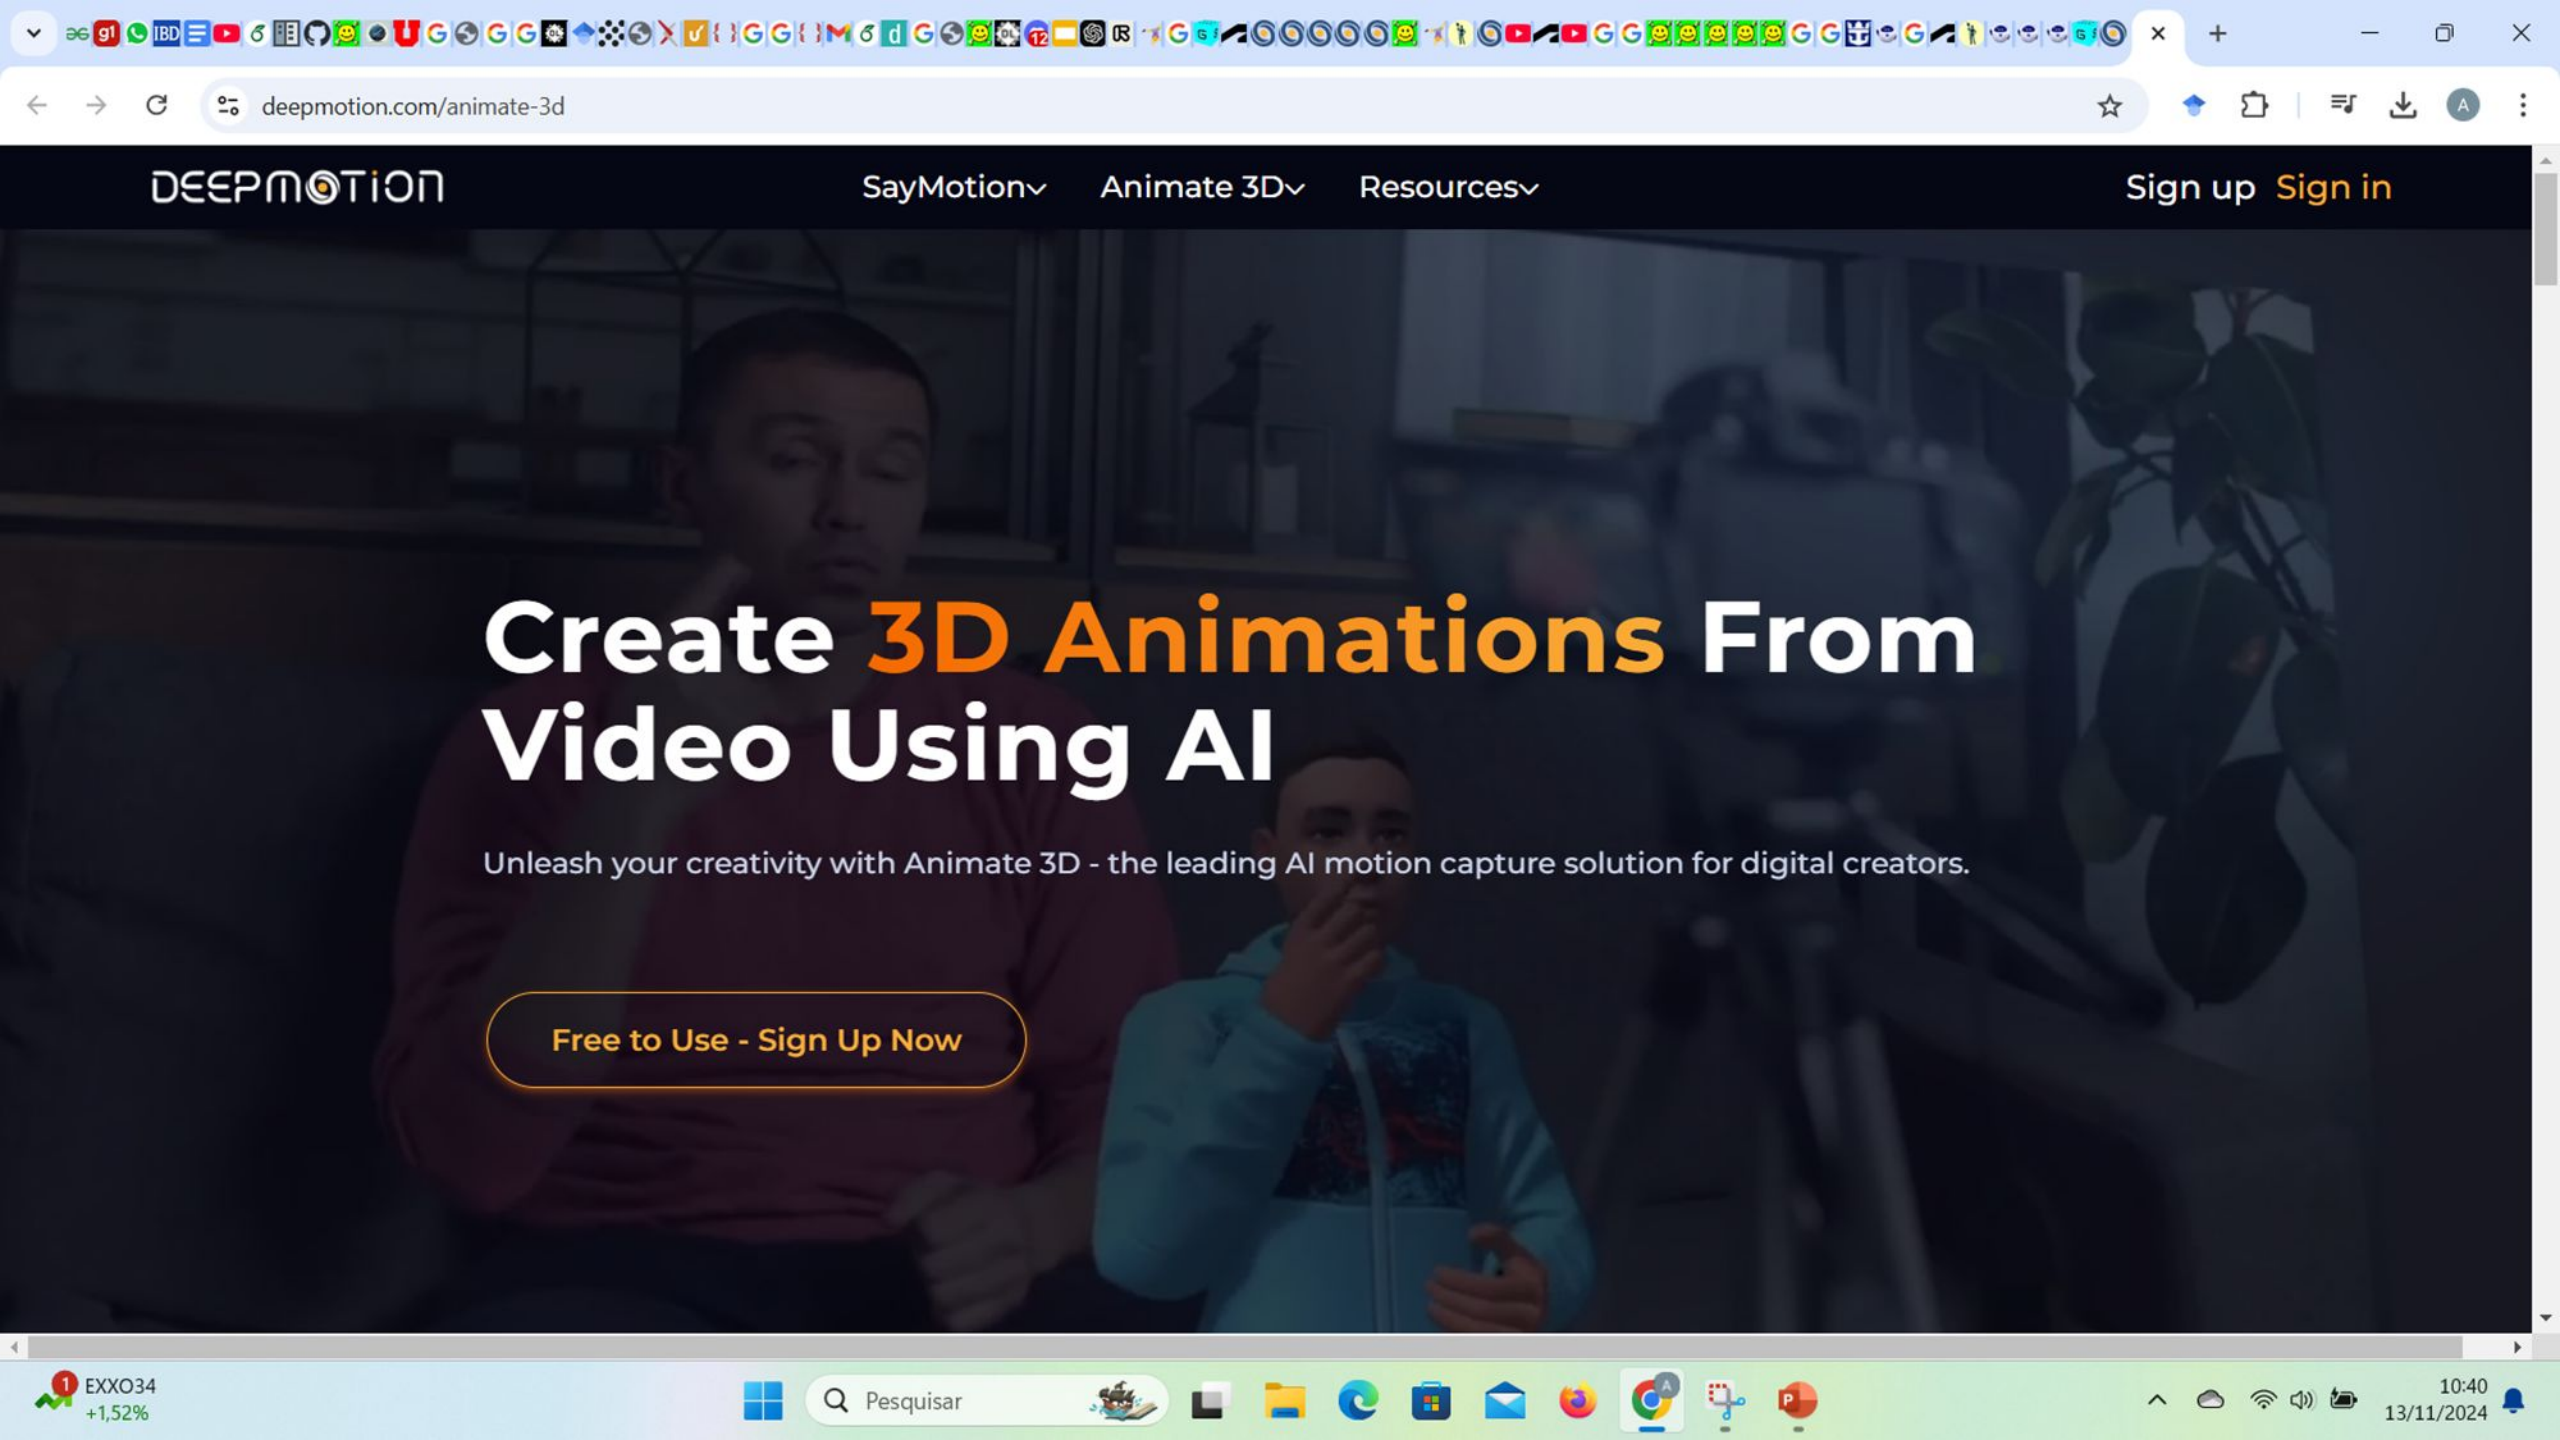 deepmotion.com/animate-3d
A
DEEPMOTION
SayMotion
Animate 3D
Resources
Sign up
Sign in
Create 3D Animations From
Video Using AI
Unleash your creativity with Animate 3D - the leading AI motion capture solution for digital creators.
Free to Use - Sign Up Now
1
EXXO34
+1,52%
Pesquisar
A
10:40
13/11/2024